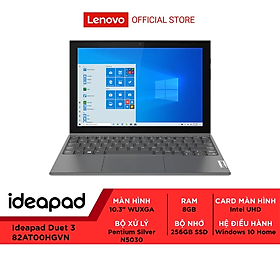 Lenovo OFFICIAL STORE
ideapad
Ideapad Duet 3
82AT00HGVN
MÀN HÌNH
10.3" WUXGA
RAM
8GB
CARD MÀN HÌNH
Intel UHD
BỘ XỬ LÝ
Pentium Silver
N5030
BỘ NHỚ
256GB SSD
HỆ ĐIỀU HÀNH
Windows 10 Home